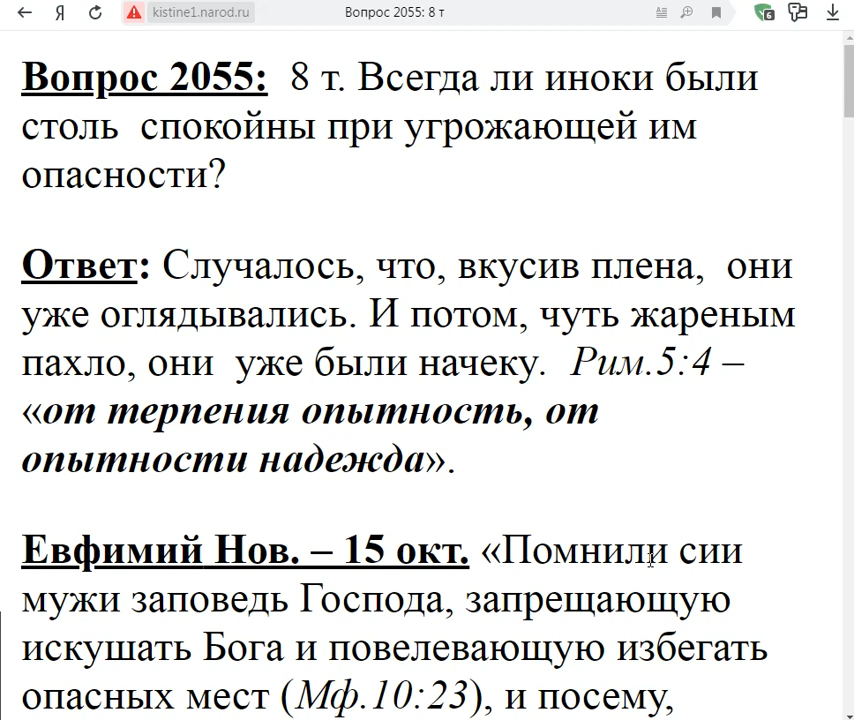 Я kistine1.narod.ru Вопрос 2055: 8 т 6
Вопрос 2055: 8 т. Всегда ли иноки были
столь спокойны при угрожающей им
опасности?
Ответ: Случалось, что, вкусив плена, они
уже оглядывались. И потом, чуть жареным
пахло, они уже были начеку. Рим.5:4 –
«от терпения опытность, от
опытности надежда».
Евфимий Нов. – 15 окт. «Помнили сии
мужи заповедь Господа, запрещающую
искушать Бога и повелевающую избегать
опасных мест (Мф.10:23), и посему,